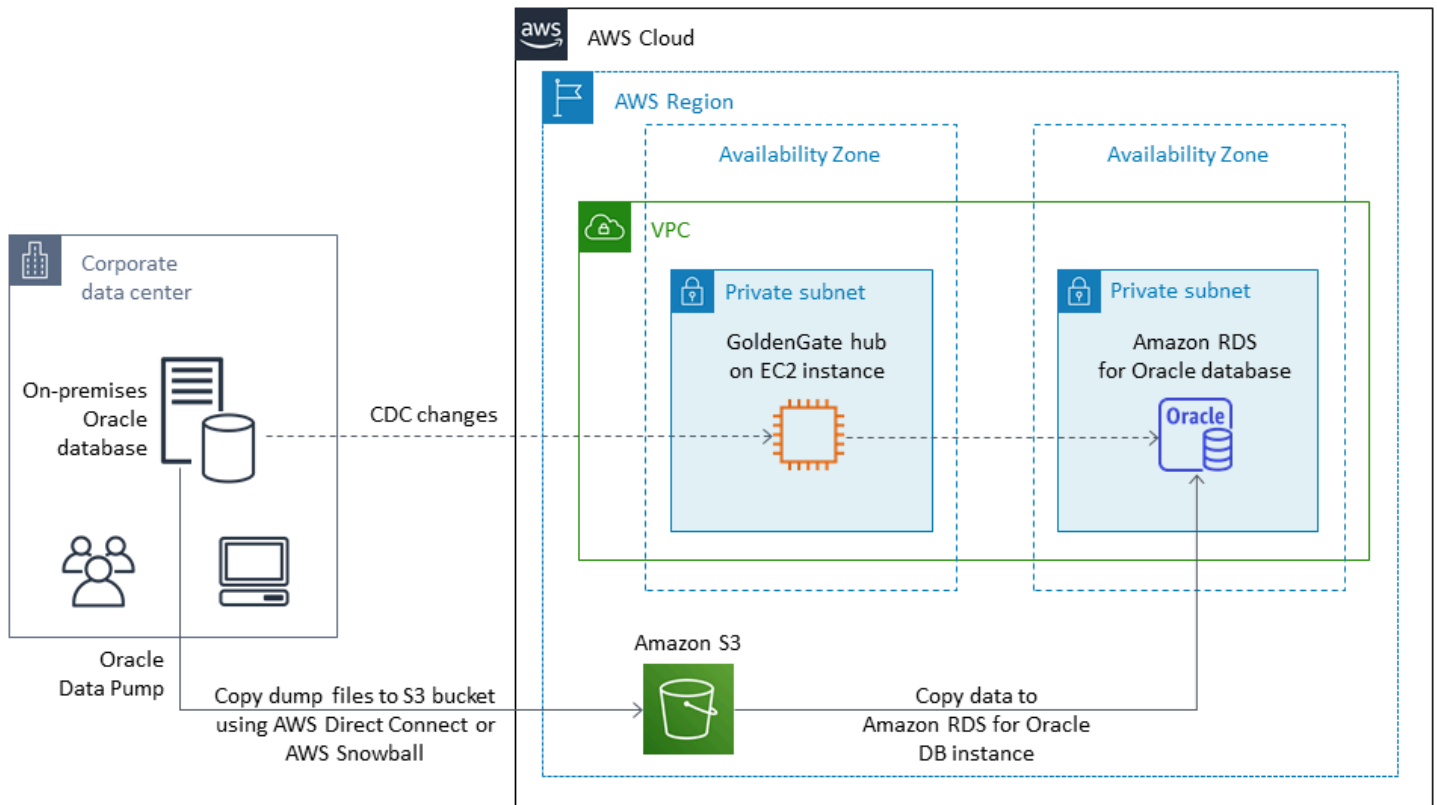 aws
AWS Cloud
AWS Region
Availability Zone
Availability Zone
VPC
Corporate
data center
Private subnet
Private subnet
GoldenGate hub
on EC2 instance
Amazon RDS
for Oracle database
On-premises
Oracle
database
CDC changes
Oracle
Oracle
Data Pump
Amazon S3
Copy dump files to S3 bucket
using AWS Direct Connect or
AWS Snowball
Copy data to
Amazon RDS for Oracle
DB instance